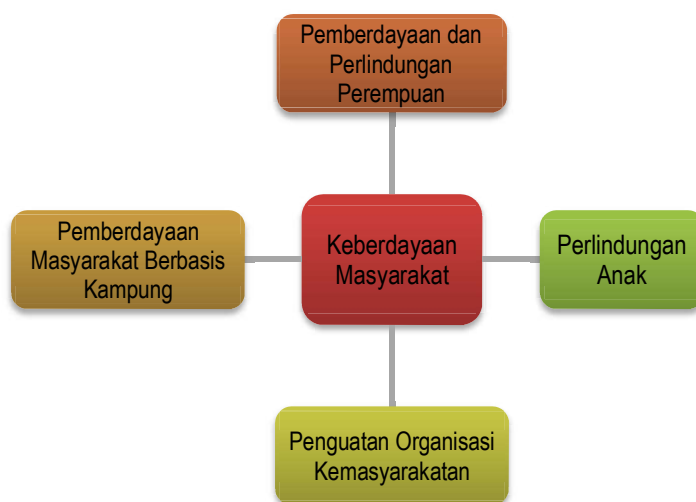 Pemberdayaan dan
Perlindungan
Perempuan
Pemberdayaan
Masyarakat Berbasis
Kampung
Keberdayaan
Masyarakat
Perlindungan
Anak
Penguatan Organisasi
Kemasyarakatan